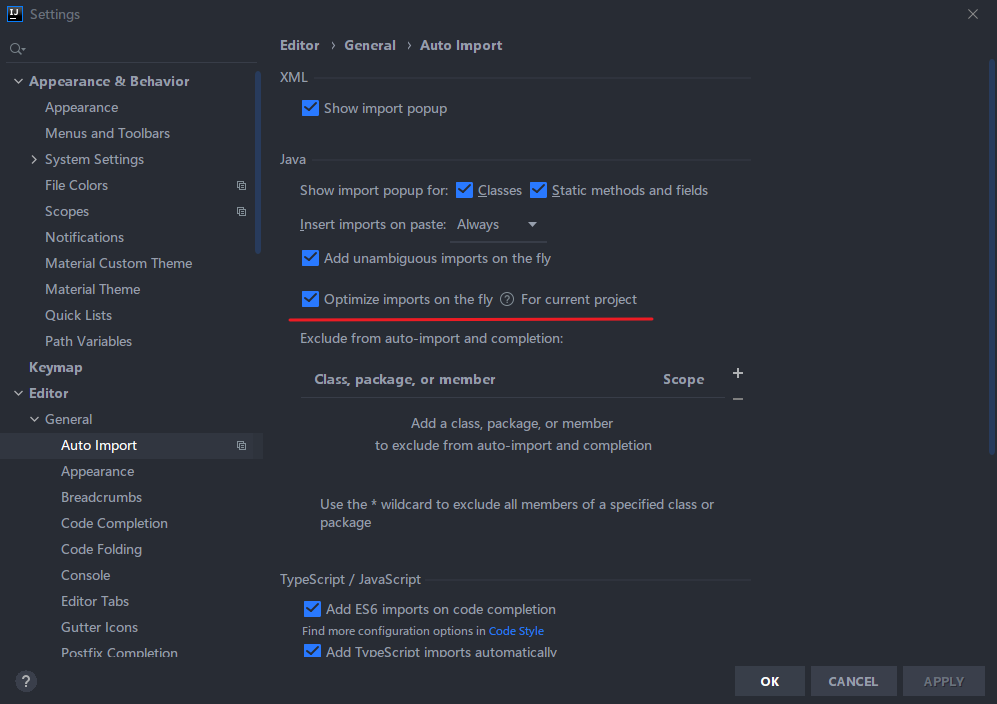 IJ
Settings
Editor › General › Auto Import
Appearance & Behavior
Appearance
Menus and Toolbars
System Settings
File Colors
Scopes
Notifications
Material Custom Theme
Material Theme
Quick Lists
Path Variables
Keymap
Editor
General
Auto Import
Appearance
Breadcrumbs
Code Completion
Code Folding
Console
Editor Tabs
Gutter Icons
Postfix Completion
XML
Show import popup
Java
Show import popup for: Classes Static methods and fields
Insert imports on paste: Always
Add unambiguous imports on the fly
Optimize imports on the fly ? For current project
Exclude from auto-import and completion:
Class, package, or member Scope
Add a class, package, or member
to exclude from auto-import and completion
Use the * wildcard to exclude all members of a specified class or
package
TypeScript / JavaScript
Add ES6 imports on code completion
Find more configuration options in Code Style
Add TypeScript imports automatically
? OK CANCEL APPLY